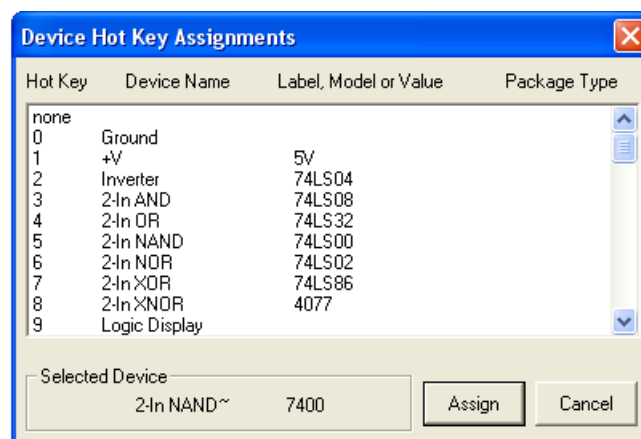 Device Hot Key Assignments
Hot Key Device Name Label, Model or Value Package Type
none
0 Ground
1 +V 5V
2 Inverter 74LS04
3 2-In AND 74LS08
4 2-In OR 74LS32
5 2-In NAND 74LS00
6 2-In NOR 74LS02
7 2-In XOR 74LS86
8 2-In XNOR 4077
9 Logic Display
Selected Device
2-In NAND~ 7400
Assign Cancel